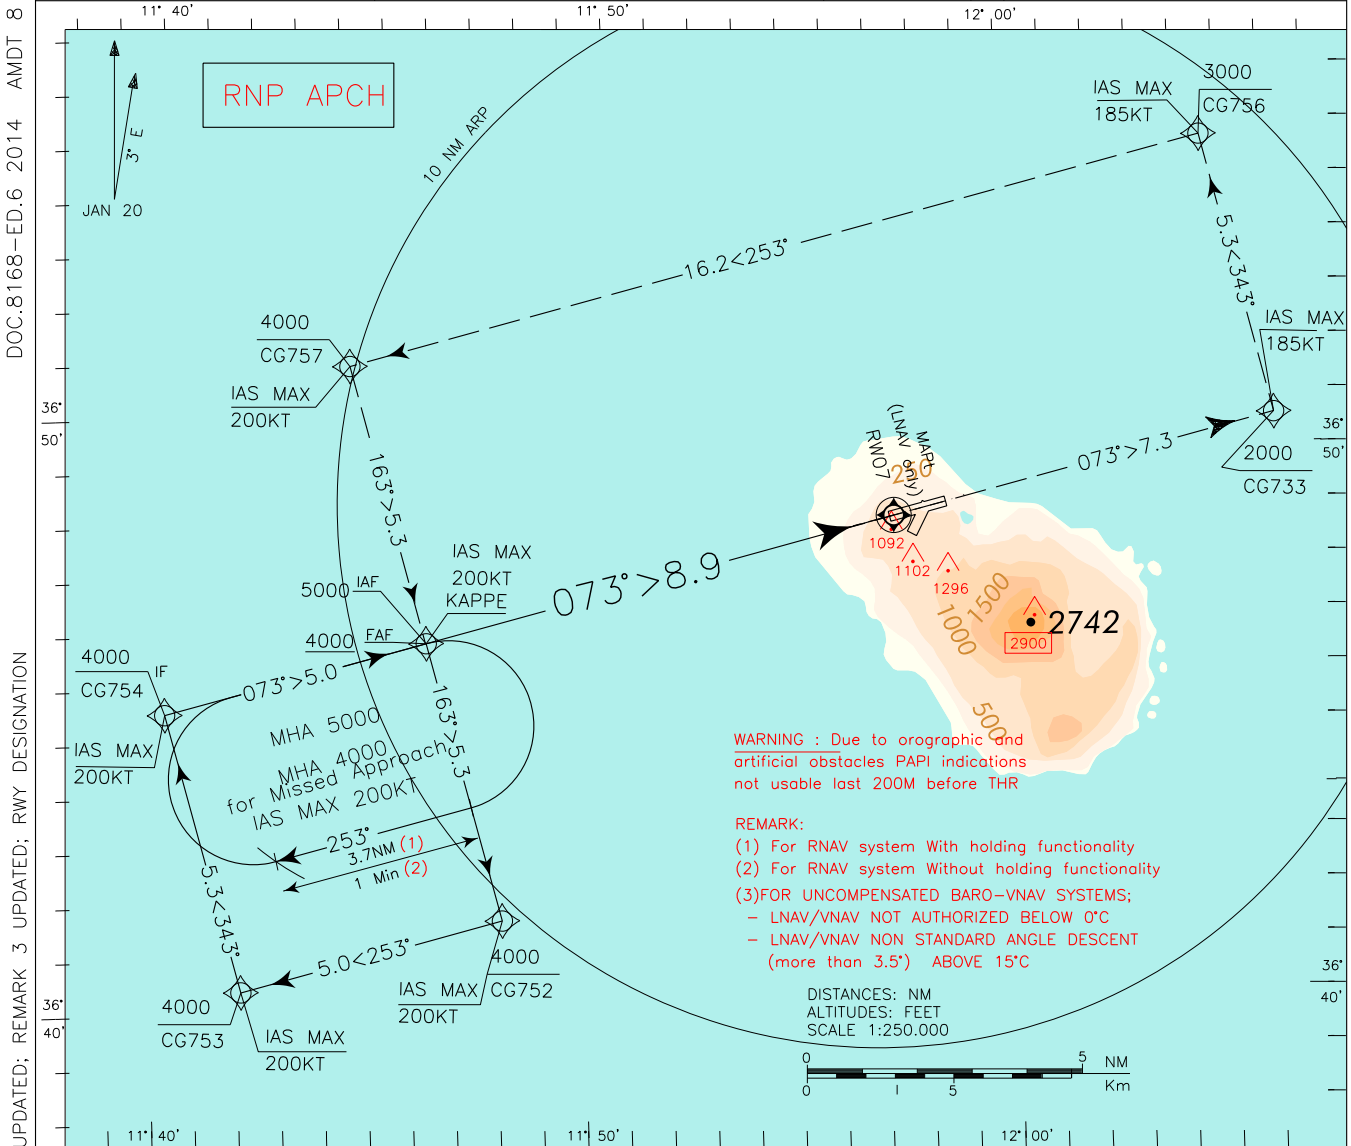 11° 40'
11° 50'
12° 00'
DOC.8168-ED.6 2014 AMDT 8
UPDATED; REMARK 3 UPDATED; RWY DESIGNATION
3° E
JAN 20
RNP APCH
10 NM ARP
3000
CG756
IAS MAX
185KT
16.2<253°
5.3<343°
4000
CG757
IAS MAX
200KT
IAS MAX
185KT
36°
50'
36°
50'
2000
CG733
073°>7.3
MAPt
(LNAV only)
RW07
250
163°>5.3
1092
1102
1296
1500
1000
500
2742
2900
IAS MAX
200KT
KAPPE
5000
IAF
4000
FAF
073°>8.9
4000
IF
CG754
IAS MAX
200KT
073°>5.0
MHA 5000
MHA 4000
for Missed Approach
IAS MAX 200KT
163°>5.3
253°
3.7NM (1)
1 Min (2)
5.3<343°
5.0<253°
4000
CG752
IAS MAX
200KT
4000
CG753
IAS MAX
200KT
WARNING : Due to orographic and
artificial obstacles PAPI indications
not usable last 200M before THR
REMARK:
(1) For RNAV system With holding functionality
(2) For RNAV system Without holding functionality
(3)FOR UNCOMPENSATED BARO-VNAV SYSTEMS;
- LNAV/VNAV NOT AUTHORIZED BELOW 0°C
- LNAV/VNAV NON STANDARD ANGLE DESCENT
(more than 3.5°) ABOVE 15°C
36°
40'
36°
40'
DISTANCES: NM
ALTITUDES: FEET
SCALE 1:250.000
0 5 NM
0 1 5 Km
11° 40'
11° 50'
12° 00'